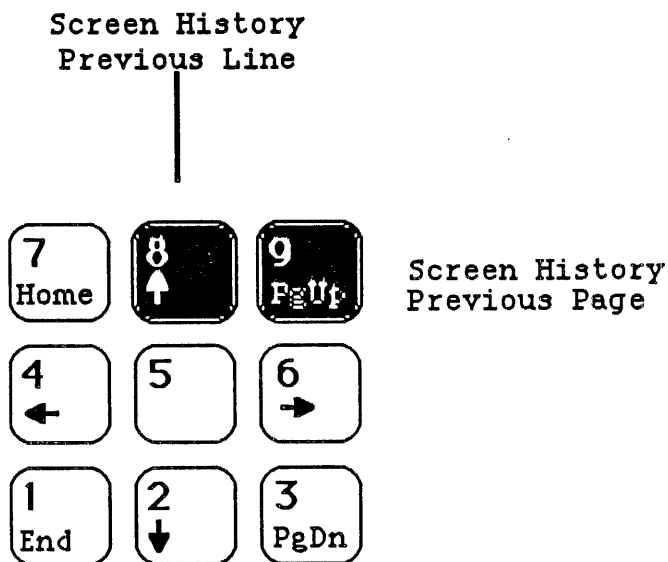 Screen History
Previous Line
7 8 9
Home PgUp
Screen History
Previous Page
4 5 6
1 2 3
End PgDn